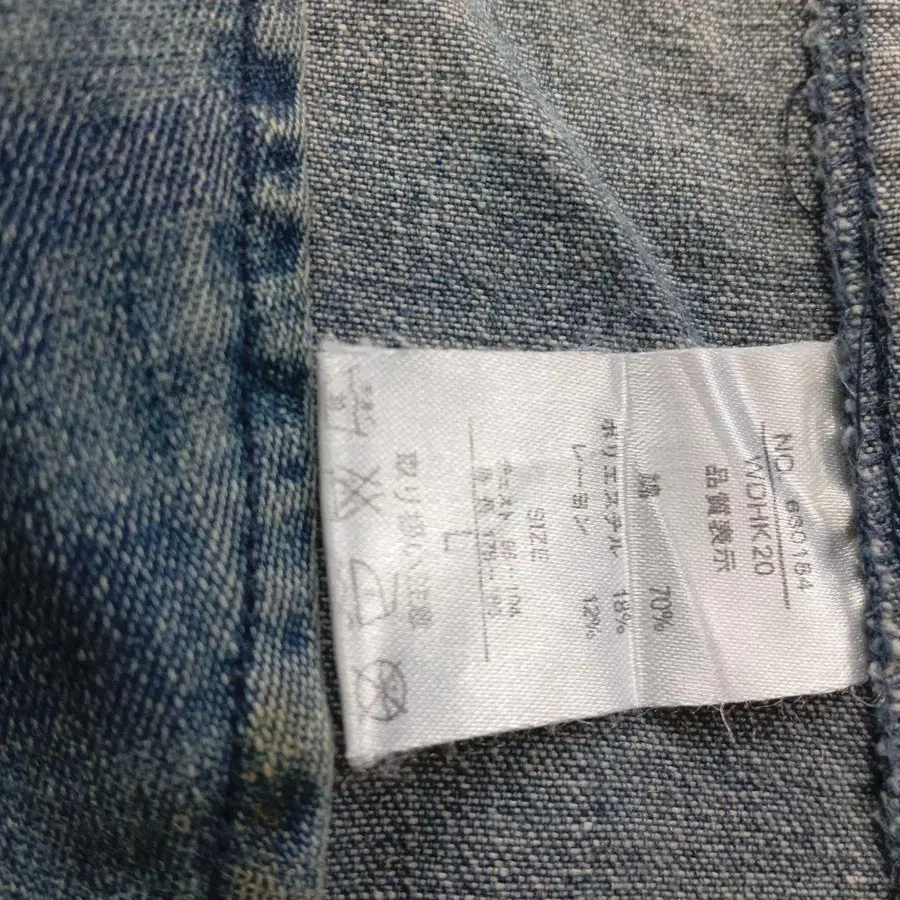 NO. 630184
WDHK20
品質表示
綿 70%
ポリエステル 18%
レーヨン 12%
SIZE
L
取り扱い注意